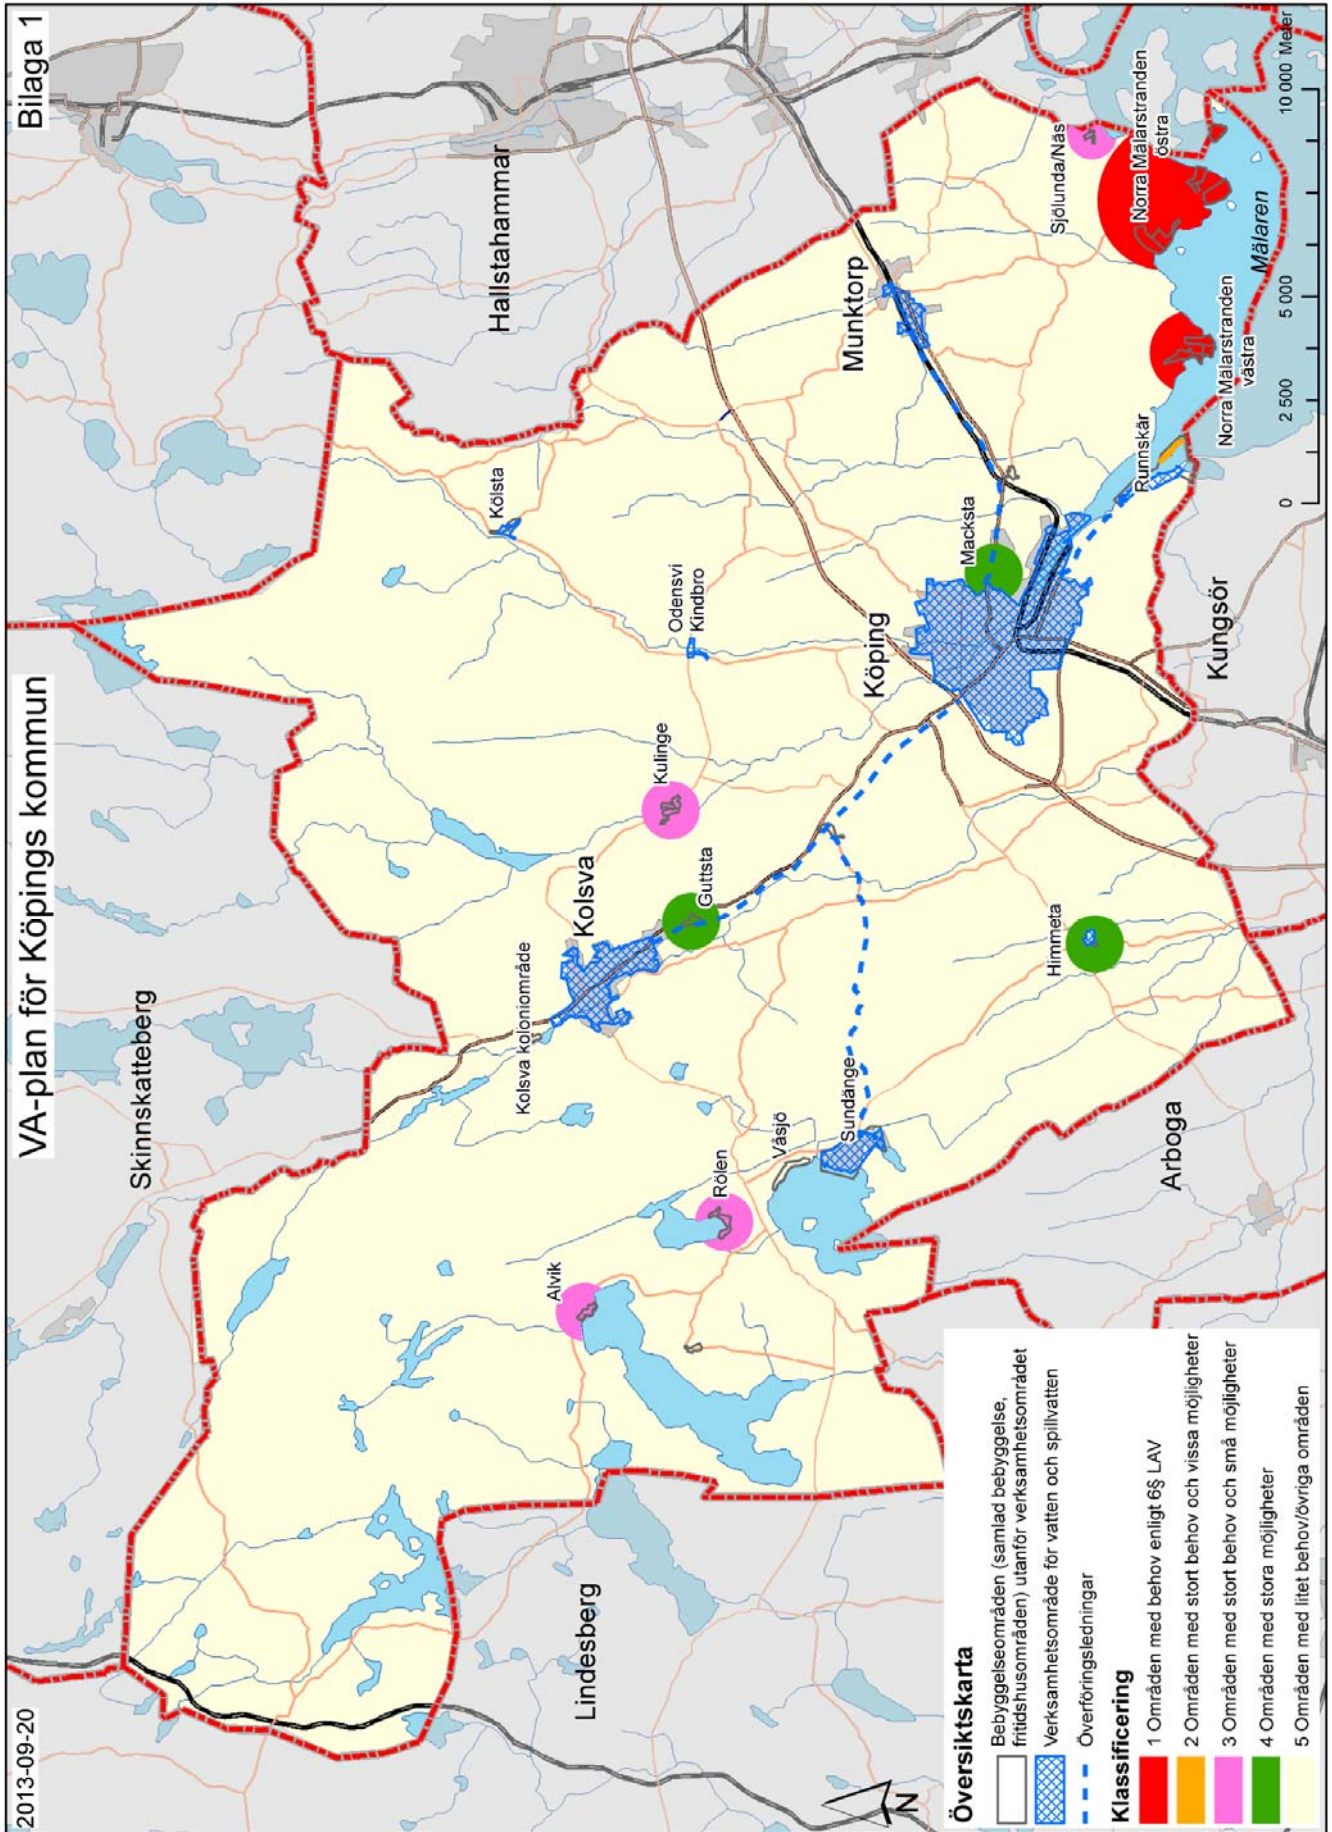 2013-09-20
VA-plan för Köpings kommun
Bilaga 1
Skinnskatteberg
Hallstahammar
Lindesberg
Kolsva koloniområde
Kolsva
Guttsta
Kulinge
Kölsta
Odensvi
Kindbro
Alvik
Rölen
Våsjö
Sundänge
Köping
Macksta
Munktorp
Sjölunda/Näs
Norra Mälarstranden
östra
Mälaren
Norra Mälarstranden
västra
Runnskär
Himmeta
Arboga
Kungsör
0 2 500 5 000 10 000 Meter
N
Översiktskarta
Bebyggelseområden (samlad bebyggelse,
fritidshusområden) utanför verksamhetsområdet
Verksamhetsområde för vatten och spillvatten
Överföringsledningar
Klassificering
1 Områden med behov enligt 6§ LAV
2 Områden med stort behov och vissa möjligheter
3 Områden med stort behov och små möjligheter
4 Områden med stora möjligheter
5 Områden med litet behov/övriga områden